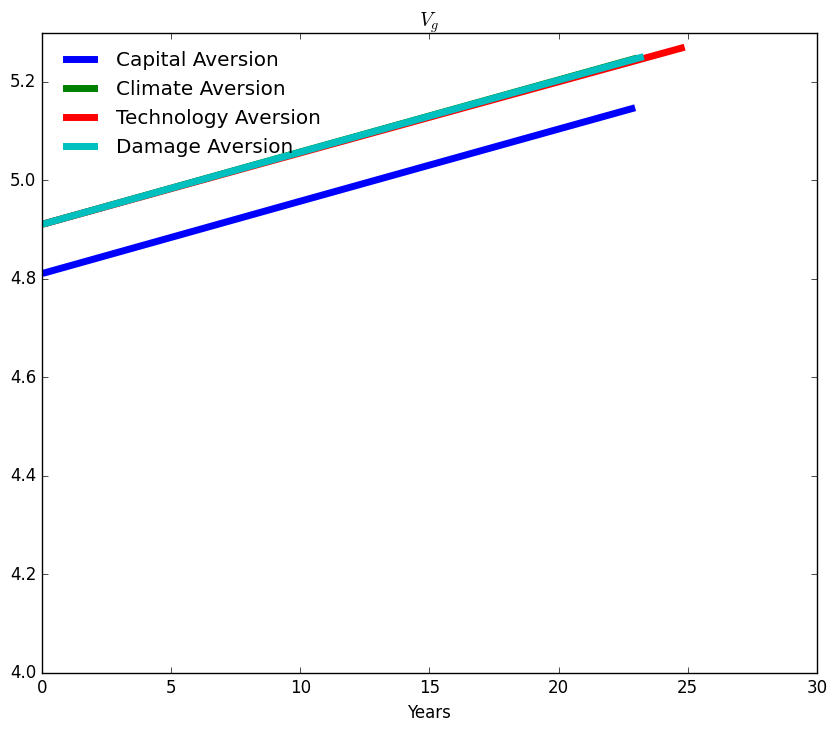 V_g
Capital Aversion
Climate Aversion
Technology Aversion
Damage Aversion
5.2
5.0
4.8
4.6
4.4
4.2
4.0
0 5 10 15 20 25 30
Years